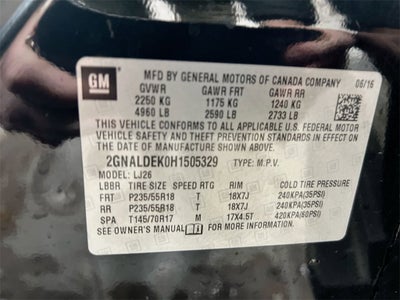 GM
MFD BY GENERAL MOTORS OF CANADA COMPANY 06/16
GVWR GAWR FRT GAWR RR
2250 KG 1175 KG 1240 KG
4960 LB 2590 LB 2733 LB
THIS VEHICLE CONFORMS TO ALL APPLICABLE
U.S. FEDERAL MOTOR VEHICLE SAFETY, BUMPER,
AND THEFT PREVENTION STANDARDS IN EFFECT ON
THE DATE OF MANUFACTURE SHOWN ABOVE.
2GNALDEK0H1505329 TYPE: M.P.V.
MODEL: LJ26
LBBR TIRE SIZE SPEED RTG RIM COLD TIRE PRESSURE
FRT P235/55R18 T 18X7J 240KPA(35PSI)
RR P235/55R18 T 18X7J 240KPA(35PSI)
SPA T145/70R17 M 17X4.5T 420KPA(60PSI)
SEE OWNER'S MANUAL FOR MORE INFORMATION.